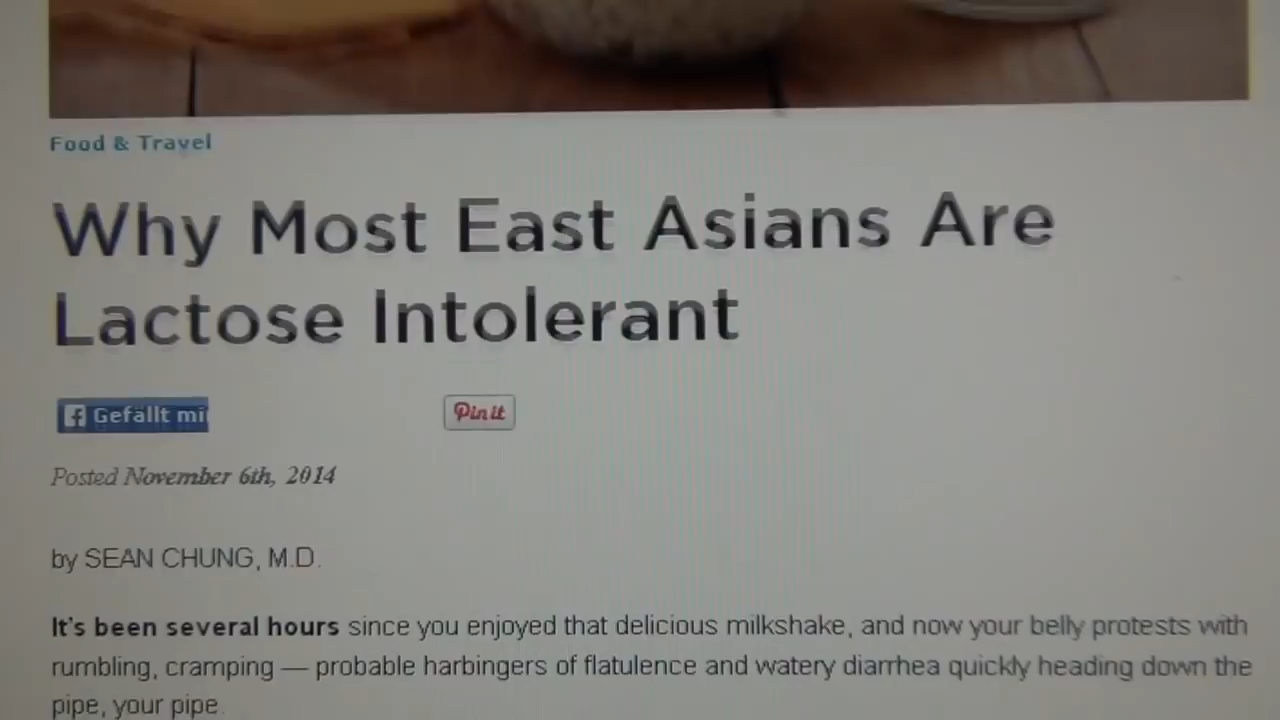 Food & Travel
Why Most East Asians Are
Lactose Intolerant
Gefällt mi
Pin it
Posted November 6th, 2014
by SEAN CHUNG, M.D.
It's been several hours since you enjoyed that delicious milkshake, and now your belly protests with
rumbling, cramping — probable harbingers of flatulence and watery diarrhea quickly heading down the
pipe, your pipe.